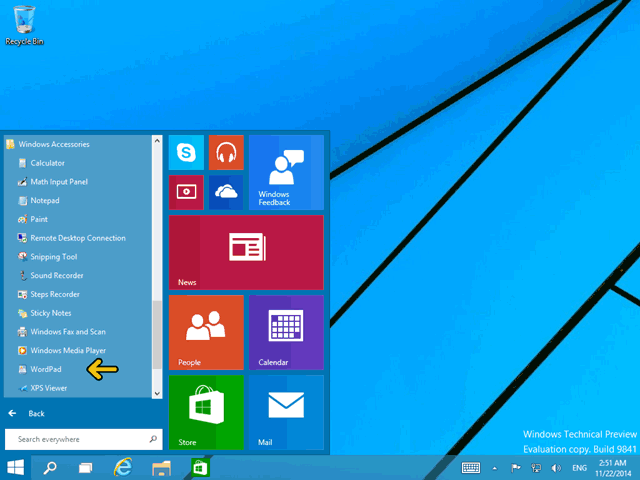 Recycle Bin
Windows Accessories
Calculator
Math Input Panel
Notepad
Paint
Remote Desktop Connection
Snipping Tool
Sound Recorder
Steps Recorder
Sticky Notes
Windows Fax and Scan
Windows Media Player
WordPad
XPS Viewer
Back
Search everywhere
Windows
Feedback
News
People
Calendar
Store
Mail
Windows Technical Preview
Evaluation copy. Build 9841
ENG
2:51 AM
11/22/2014